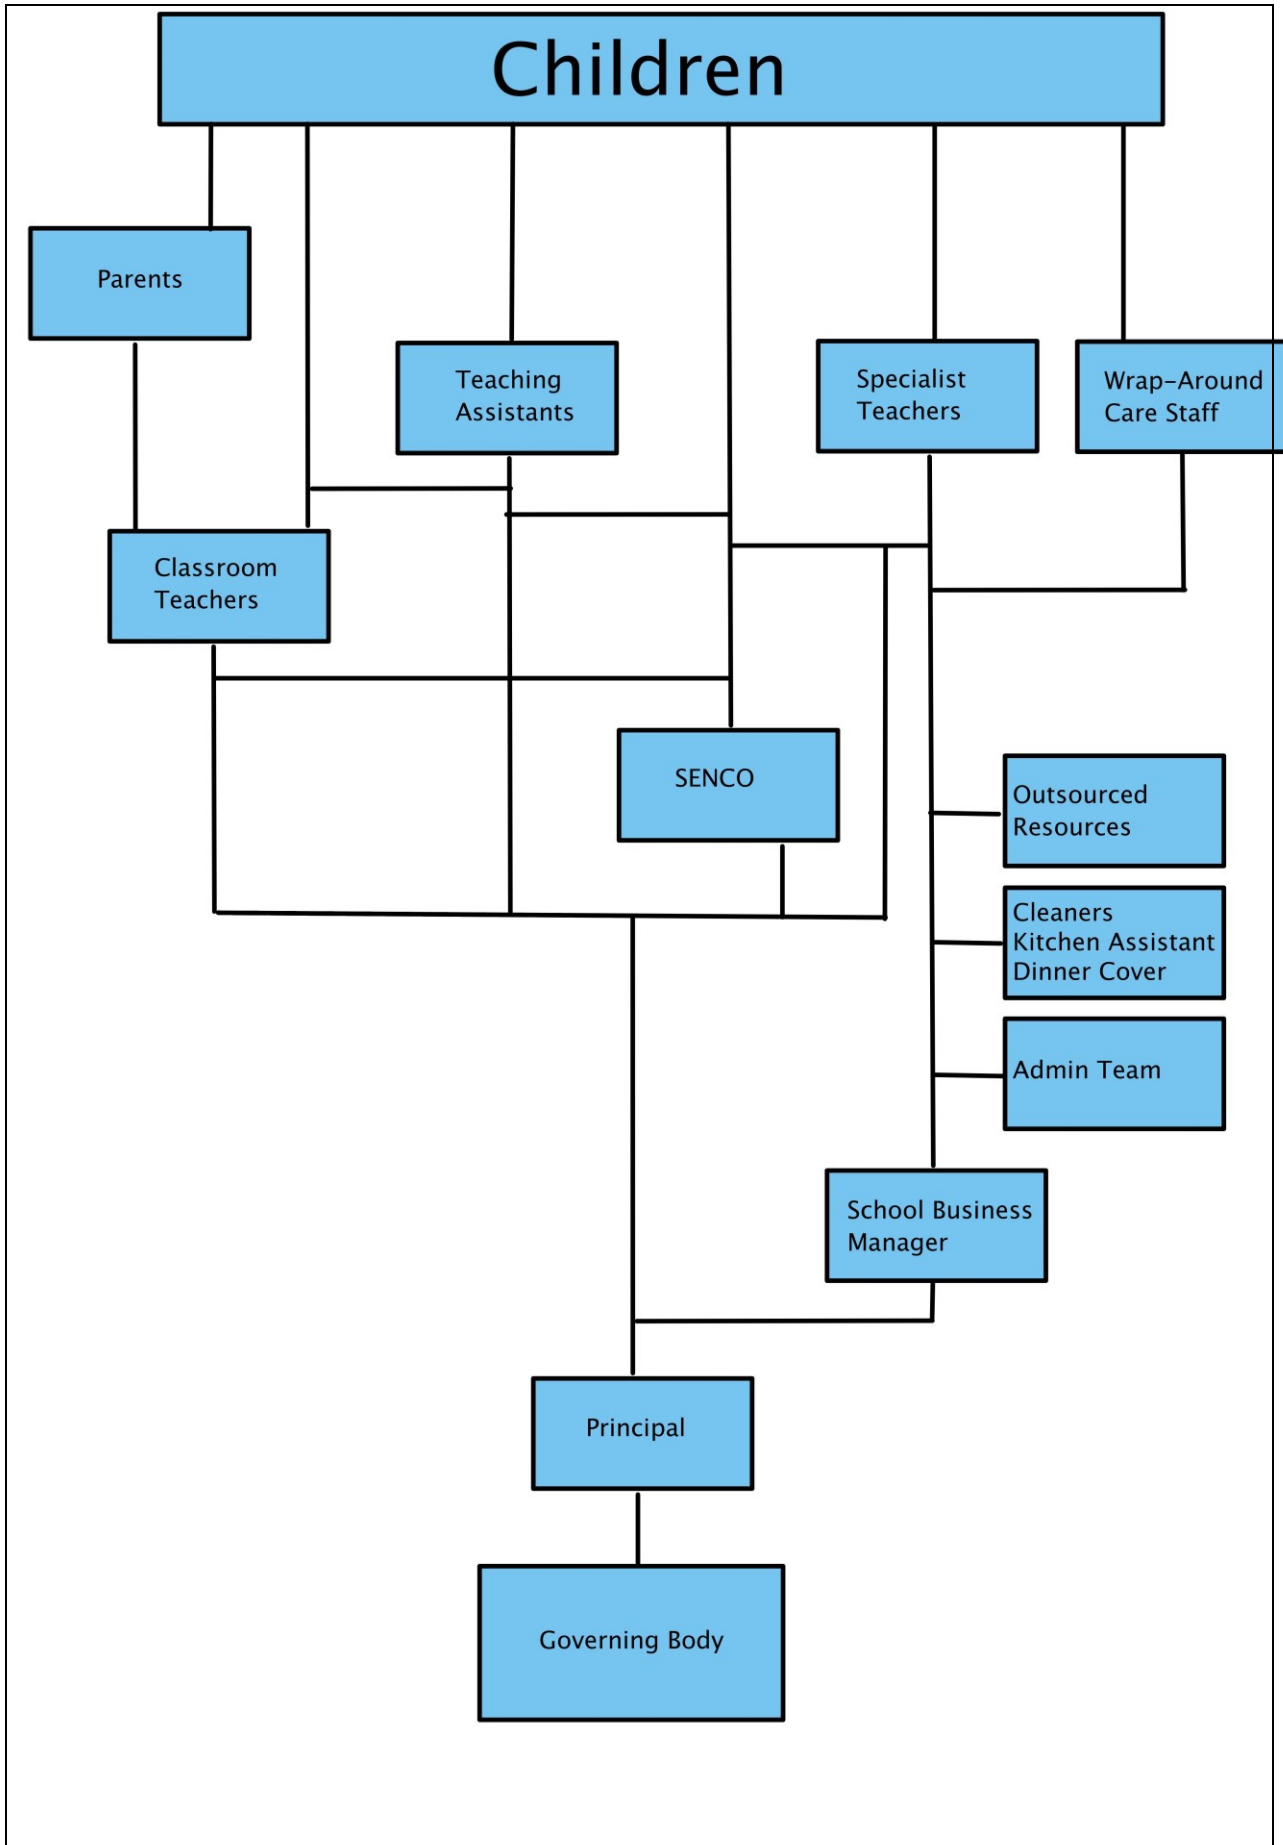 Children
Parents
Teaching
Assistants
Specialist
Teachers
Wrap-Around
Care Staff
Classroom
Teachers
SENCO
Outsourced
Resources
Cleaners
Kitchen Assistant
Dinner Cover
Admin Team
School Business
Manager
Principal
Governing Body